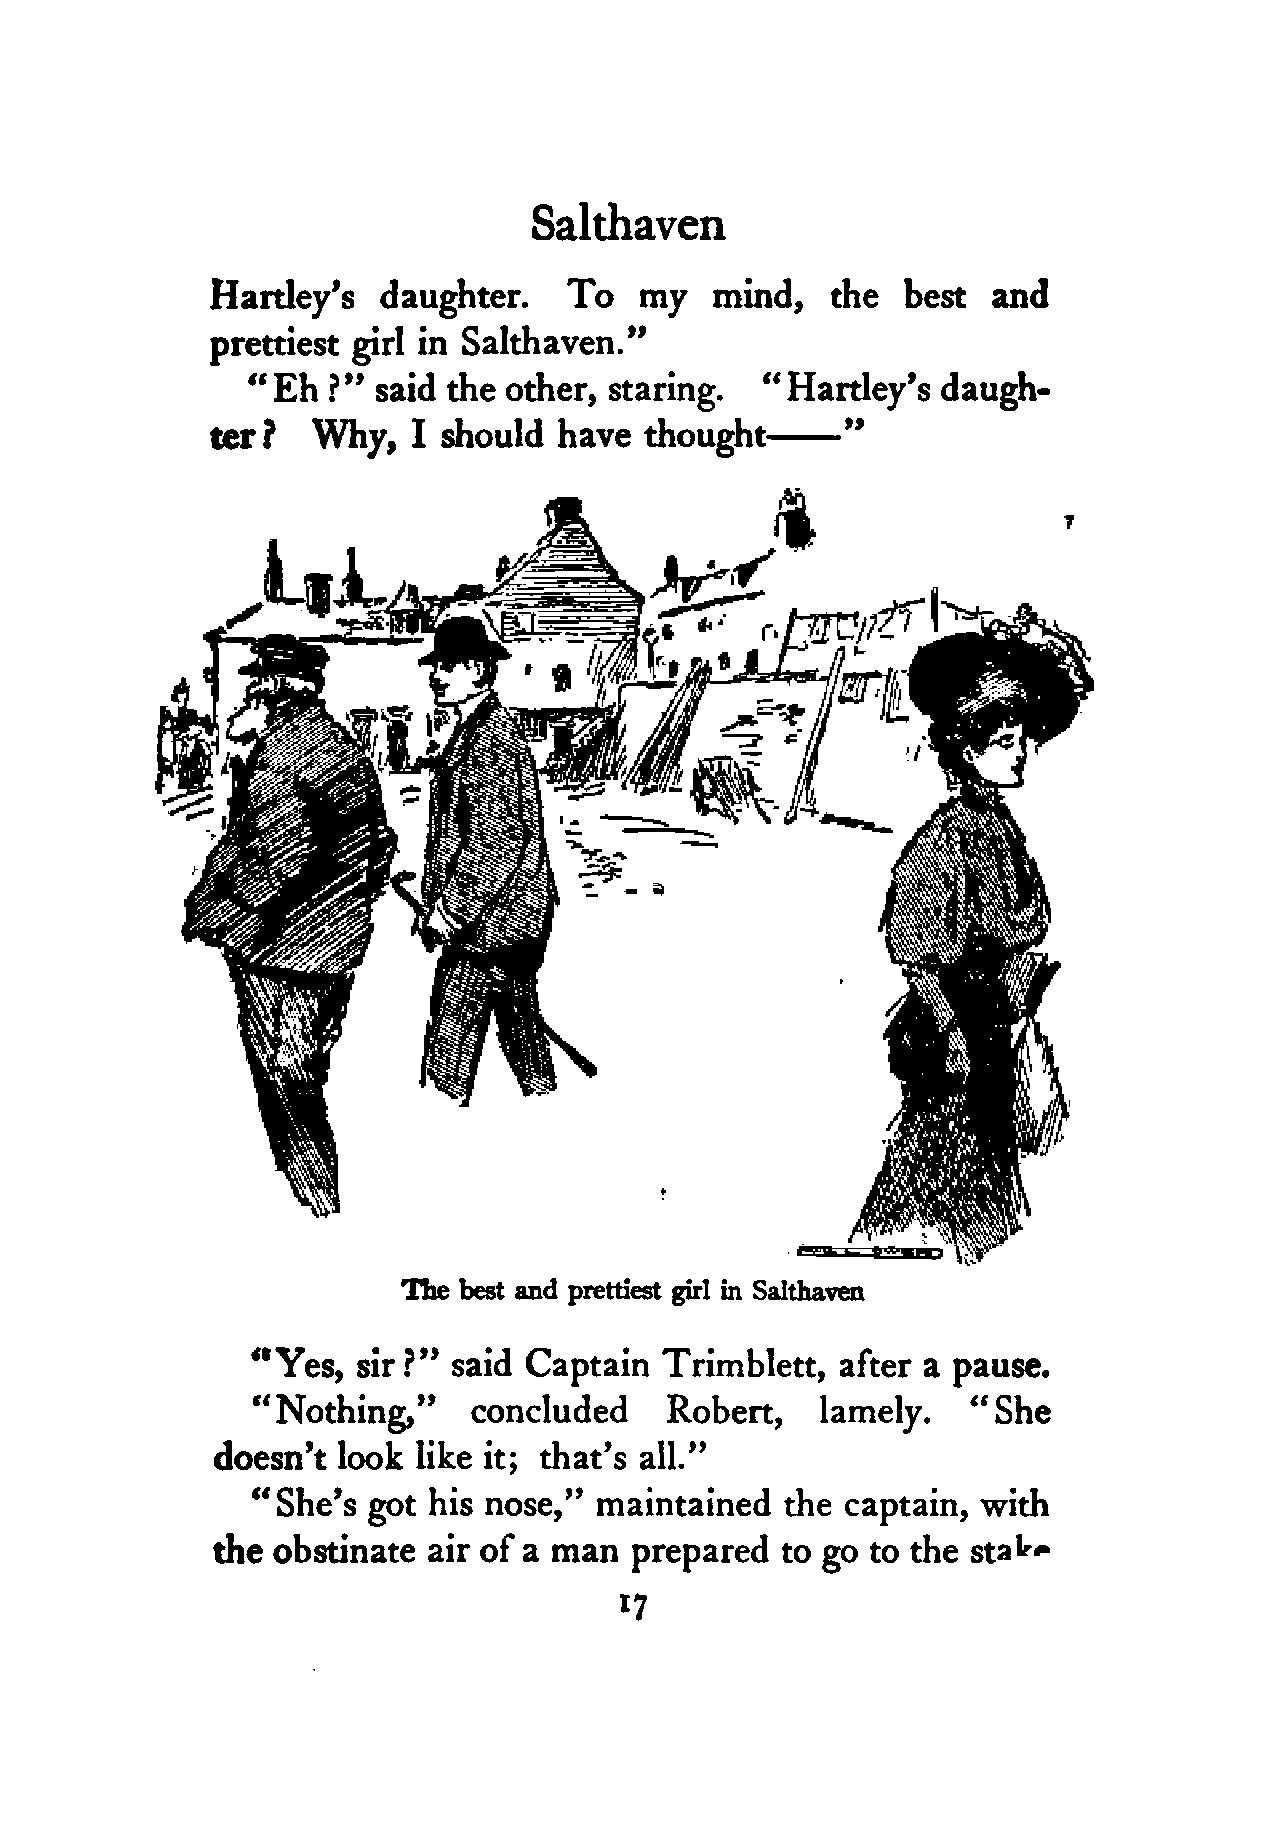 Salthaven
Hartley's daughter. To my mind, the best and
prettiest girl in Salthaven."
"Eh?" said the other, staring. "Hartley's daugh-
ter? Why, I should have thought——"
The best and prettiest girl in Salthaven
"Yes, sir?" said Captain Trimblett, after a pause.
"Nothing," concluded Robert, lamely. "She
doesn't look like it; that's all."
"She's got his nose," maintained the captain, with
the obstinate air of a man prepared to go to the stake
17